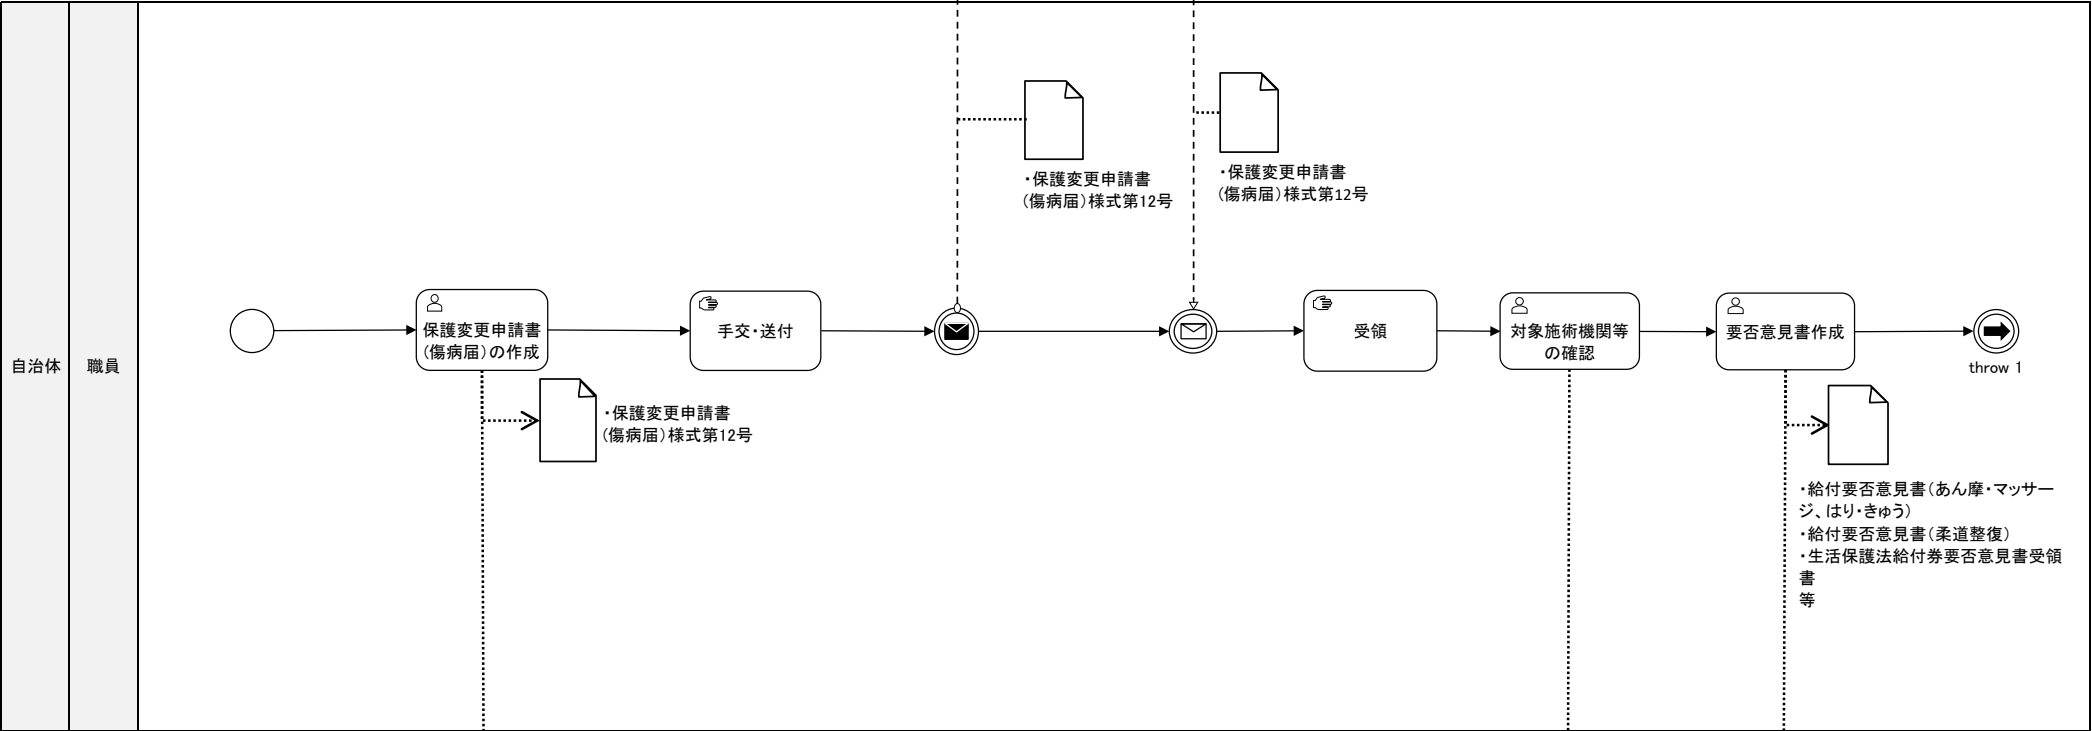 自治体
職員
・保護変更申請書
(傷病届)様式第12号
・保護変更申請書
(傷病届)様式第12号
保護変更申請書
(傷病届)の作成
手交・送付
受領
対象施術機関等
の確認
要否意見書作成
throw 1
・保護変更申請書
(傷病届)様式第12号
・給付要否意見書(あん摩・マッサー
ジ、はり・きゅう)
・給付要否意見書(柔道整復)
・生活保護法給付券要否意見書受領
書
等